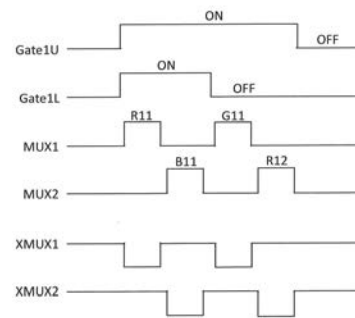 ON
Gate1U
OFF
ON
Gate1L
OFF
R11
G11
MUX1
B11
R12
MUX2
XMUX1
XMUX2